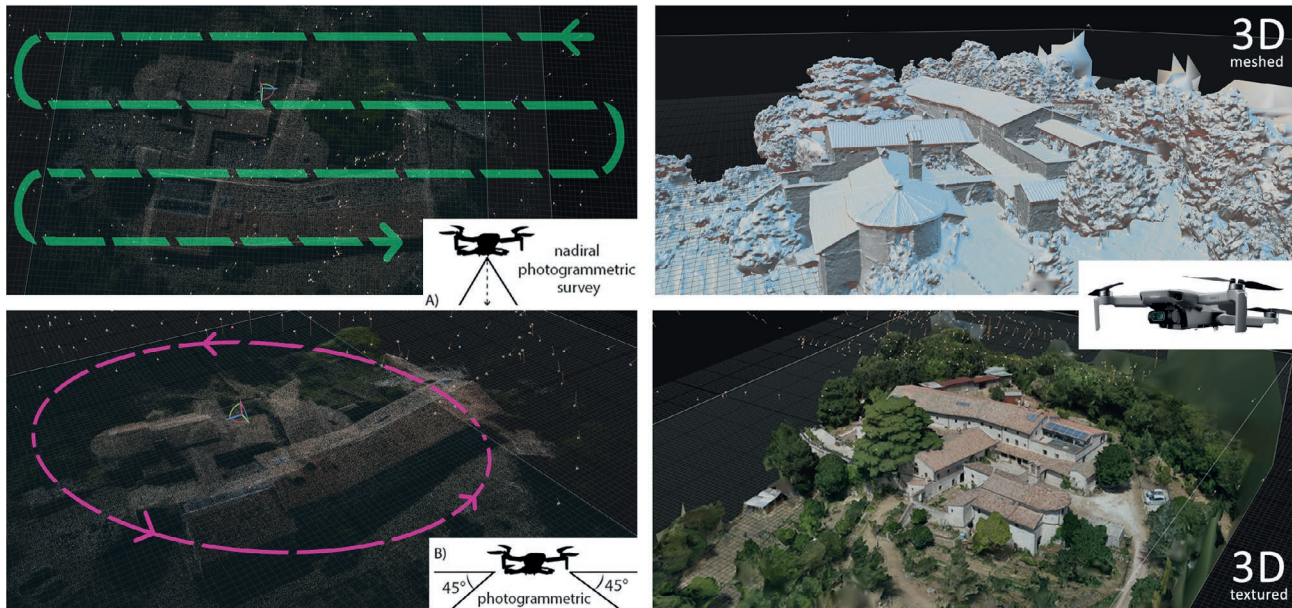 3D
meshed
nadiral
photogrammetric
survey
A)
B)
45°
45°
photogrammetric
3D
textured